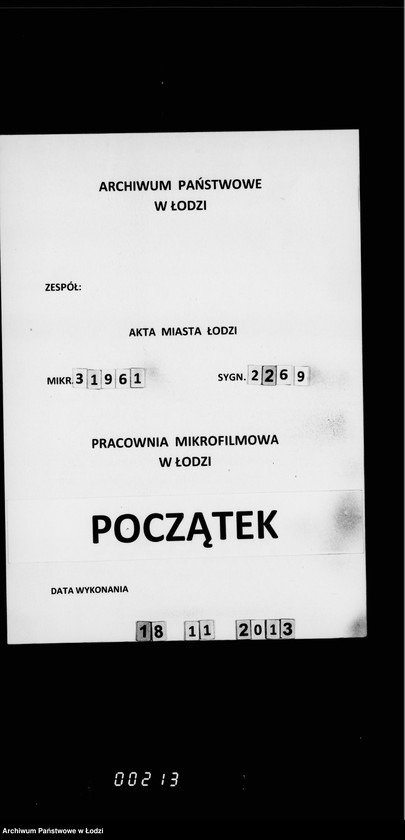 ARCHIWUM PAŃSTWOWE
W ŁODZI
ZESPÓŁ:
AKTA MIASTA ŁODZI
MIKR. 31961 SYGN. 2269
PRACOWNIA MIKROFILMOWA
W ŁODZI
POCZĄTEK
DATA WYKONANIA
18 11 2013
00213
Archiwum Państwowe w Łodzi